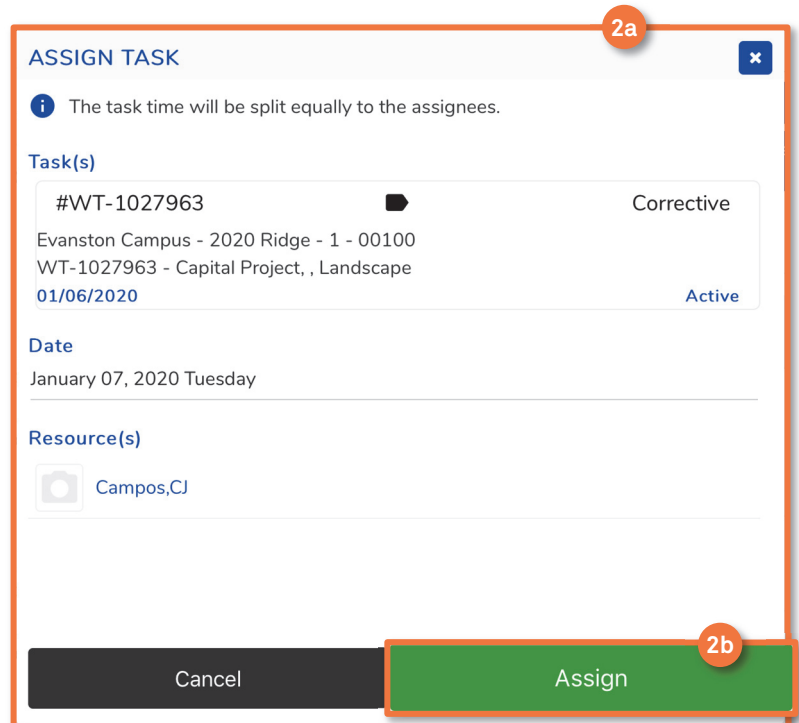 2a
ASSIGN TASK
The task time will be split equally to the assignees.
Task(s)
#WT-1027963 Corrective
Evanston Campus - 2020 Ridge - 1 - 00100
WT-1027963 - Capital Project, , Landscape
01/06/2020 Active
Date
January 07, 2020 Tuesday
Resource(s)
Campos,CJ
2b
Cancel Assign